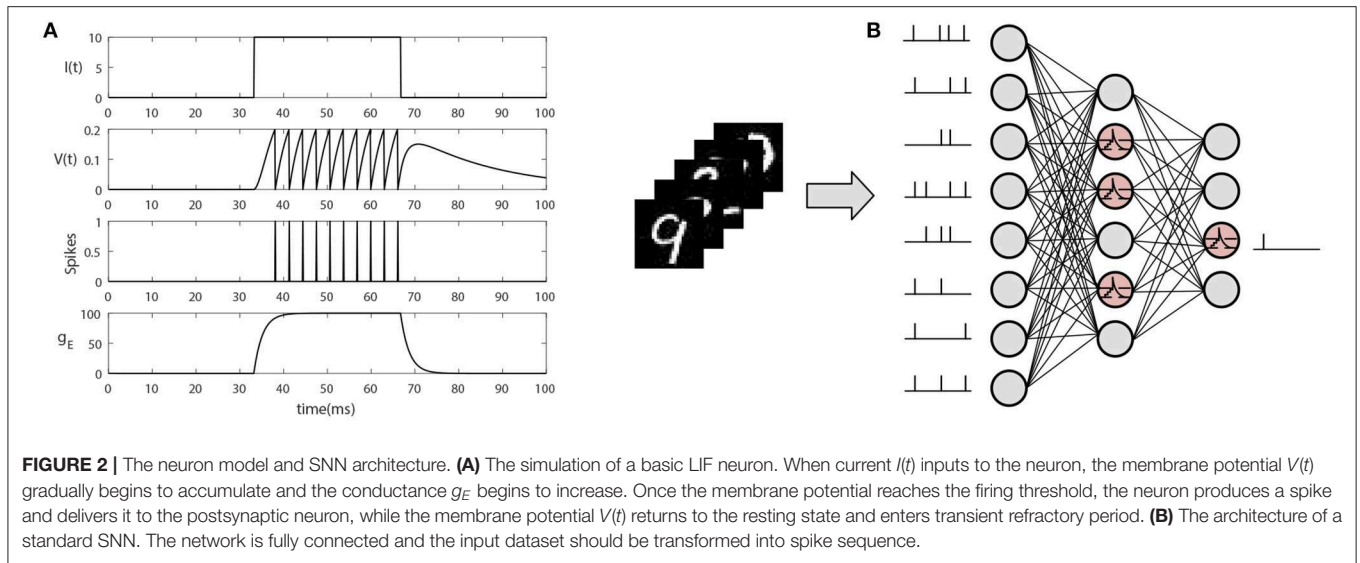 A
B
10
5
0
I(t)
0 10 20 30 40 50 60 70 80 90 100
0.2
0.1
0
V(t)
0 10 20 30 40 50 60 70 80 90 100
1
0.5
0
Spikes
0 10 20 30 40 50 60 70 80 90 100
100
50
0
gE
0 10 20 30 40 50 60 70 80 90 100
time(ms)
9
FIGURE 2 | The neuron model and SNN architecture. (A) The simulation of a basic LIF neuron. When current I(t) inputs to the neuron, the membrane potential V(t)
gradually begins to accumulate and the conductance gE begins to increase. Once the membrane potential reaches the firing threshold, the neuron produces a spike
and delivers it to the postsynaptic neuron, while the membrane potential V(t) returns to the resting state and enters transient refractory period. (B) The architecture of a
standard SNN. The network is fully connected and the input dataset should be transformed into spike sequence.